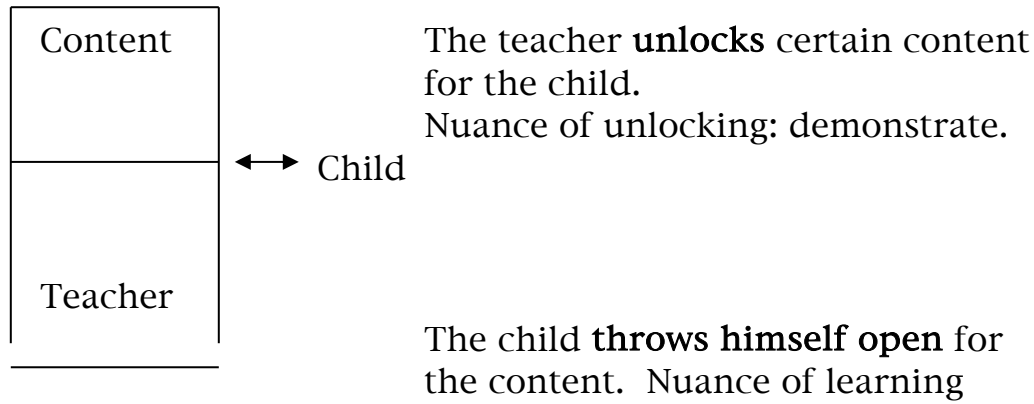 Content
The teacher unlocks certain content
for the child.
Nuance of unlocking: demonstrate.
Child
Teacher
The child throws himself open for
the content.  Nuance of learning